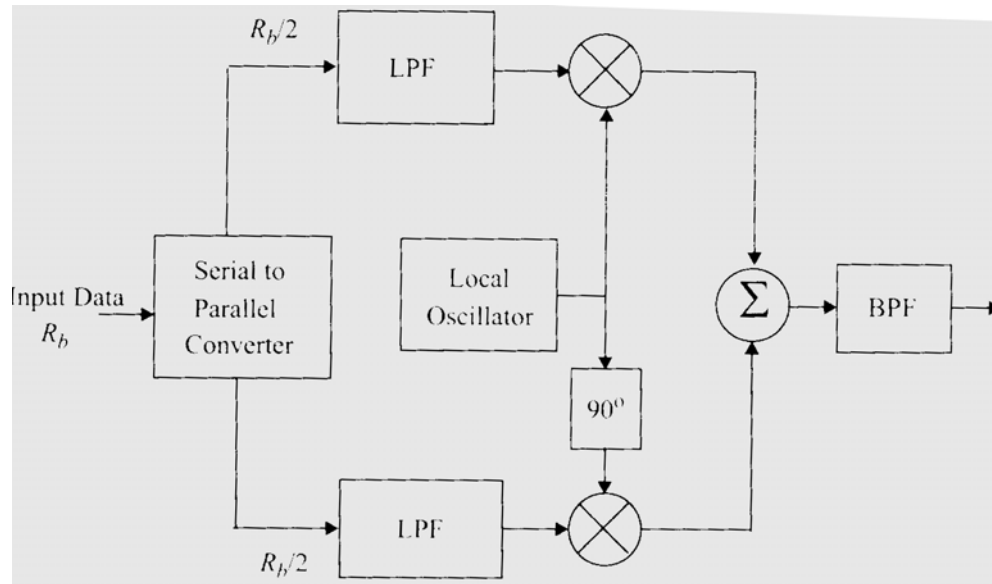 R_b/2
LPF
Serial to
Parallel
Converter
Input Data
R_b
Local
Oscillator
Σ
BPF
90°
LPF
R_b/2